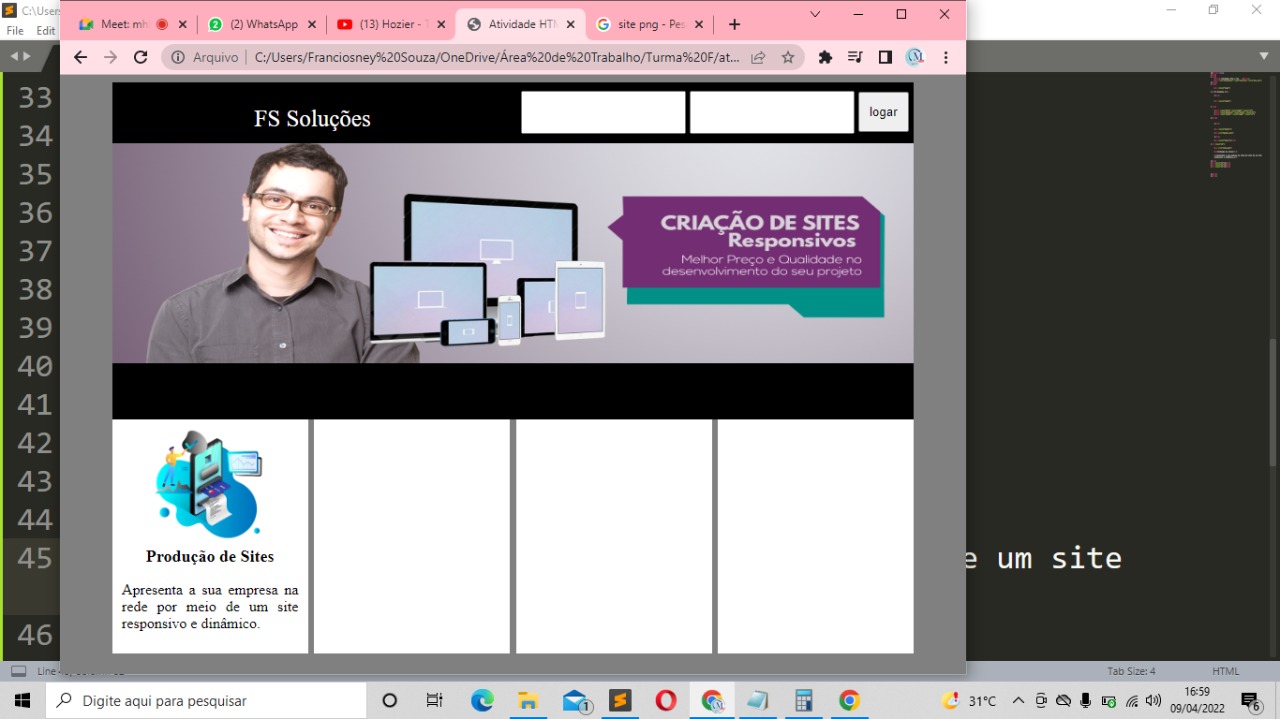 C:\Users
File Edit
Meet: mh
(2) WhatsApp
(13) Hozier - T
Atividade HTM
site png - Pes
Arquivo C:/Users/Franciosney%20Souza/OneDrive/Área%20de%20Trabalho/Turma%20F/at...
FS Soluções
logar
CRIAÇÃO DE SITES
Responsivos
Melhor Preço e Qualidade no
desenvolvimento do seu projeto
Produção de Sites
Apresenta a sua empresa na
rede por meio de um site
responsivo e dinâmico.
33
34
35
36
37
38
39
40
41
42
43
44
45
e um site
46
Tab Size: 4
HTML
Digite aqui para pesquisar
1
31°C
16:59
09/04/2022
6